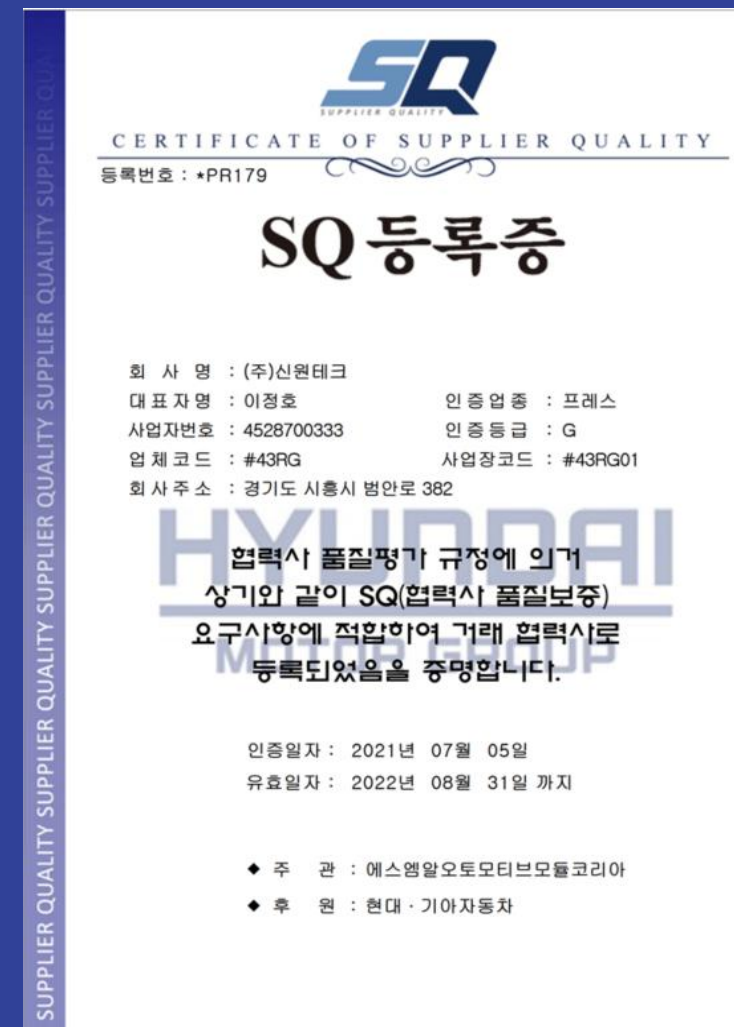 SQ
SUPPLIER QUALITY
CERTIFICATE OF SUPPLIER QUALITY
등록번호 : *PR179
SQ 등록증
회 사 명 : (주)신원테크
대표자명 : 이정호 인증업종 : 프레스
사업자번호 : 4528700333 인증등급 : G
업체코드 : #43RG 사업장코드 : #43RG01
회사주소 : 경기도 시흥시 범안로 382
HYUNDAI
MOTOR GROUP
협력사 품질평가 규정에 의거
상기와 같이 SQ(협력사 품질보증)
요구사항에 적합하여 거래 협력사로
등록되었음을 증명합니다.
인증일자 : 2021년 07월 05일
유효일자 : 2022년 08월 31일 까지
◆ 주 관 : 에스엠알오토모티브모듈코리아
◆ 후 원 : 현대 · 기아자동차
SUPPLIER QUALITY SUPPLIER QUALITY SUPPLIER QUALITY SUPPLIER QUALITY SUPPLIER QUALITY SUPPLIER